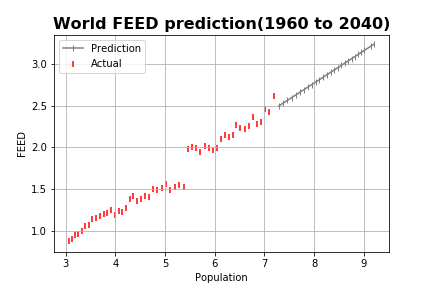 World FEED prediction(1960 to 2040)
Prediction
Actual
3.0
2.5
2.0
1.5
1.0
FEED
3 4 5 6 7 8 9
Population